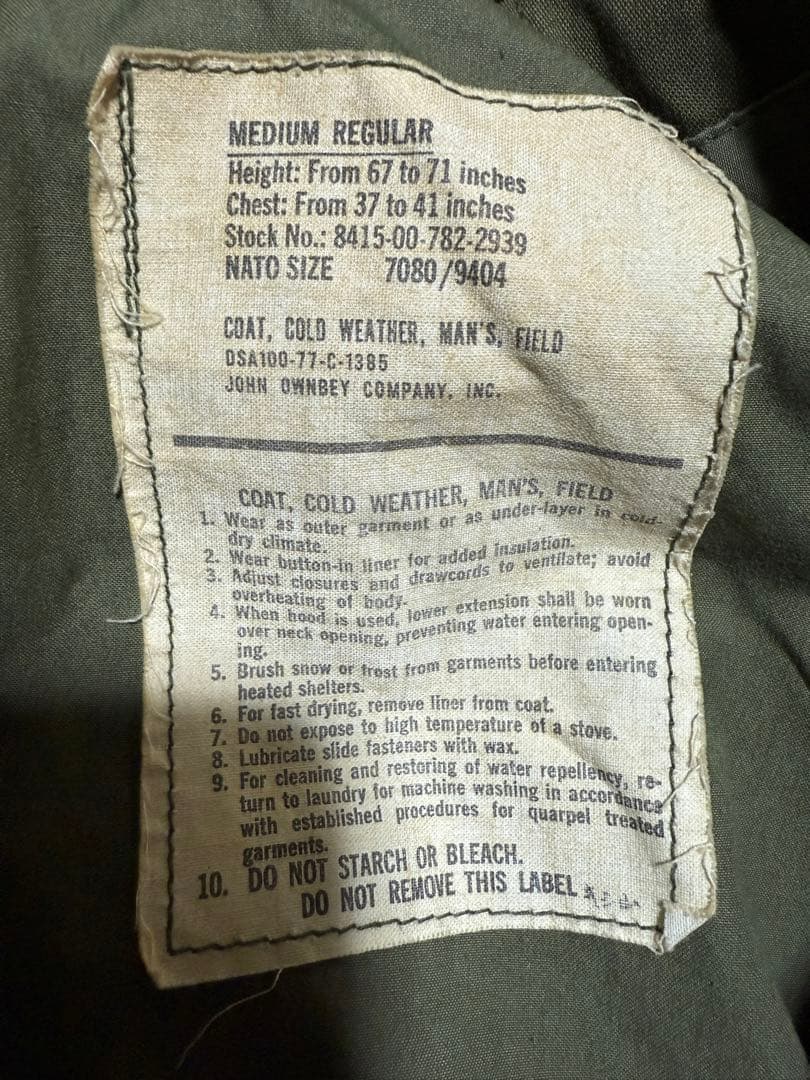 MEDIUM REGULAR
Height: From 67 to 71 inches
Chest: From 37 to 41 inches
Stock No.: 8415-00-782-2939
NATO SIZE 7080/9404
COAT, COLD WEATHER, MAN'S, FIELD
DSA100-77-C-1385
JOHN OWNBEY COMPANY, INC.
COAT, COLD WEATHER, MAN'S, FIELD
1. Wear as outer garment or as under-layer in cold-
dry climate.
2. Wear button-in liner for added insulation.
3. Adjust closures and drawcords to ventilate; avoid
overheating of body.
4. When hood is used, lower extension shall be worn
over neck opening, preventing water entering open-
ing.
5. Brush snow or frost from garments before entering
heated shelters.
6. For fast drying, remove liner from coat.
7. Do not expose to high temperature of a stove.
8. Lubricate slide fasteners with wax.
9. For cleaning and restoring of water repellency, re-
turn to laundry for machine washing in accordance
with established procedures for quarpel treated
garments.
10. DO NOT STARCH OR BLEACH.
DO NOT REMOVE THIS LABEL